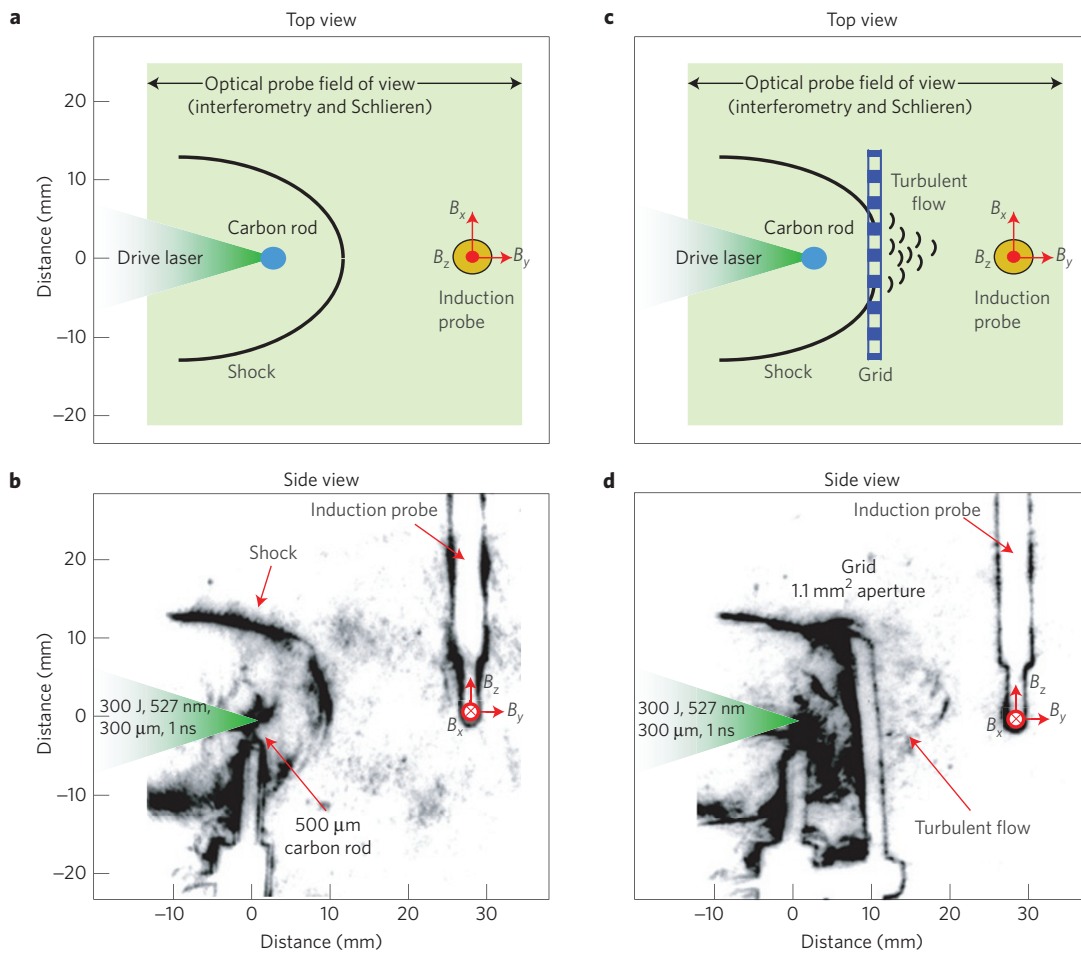 a
Top view
Optical probe field of view
(interferometry and Schlieren)
20
10
0
−10
−20
Distance (mm)
Drive laser
Carbon rod
Shock
Bx
Bz
By
Induction
probe
c
Top view
Optical probe field of view
(interferometry and Schlieren)
Turbulent
flow
Drive laser
Carbon rod
Shock
Grid
Bx
Bz
By
Induction
probe
b
Side view
Induction probe
Shock
20
10
0
−10
−20
Distance (mm)
300 J, 527 nm,
300 μm, 1 ns
Bz
Bx
By
500 μm
carbon rod
−10
0
10
20
30
Distance (mm)
d
Side view
Induction probe
Grid
1.1 mm² aperture
300 J, 527 nm
300 μm, 1 ns
Bz
Bx
By
Turbulent flow
−10
0
10
20
30
Distance (mm)